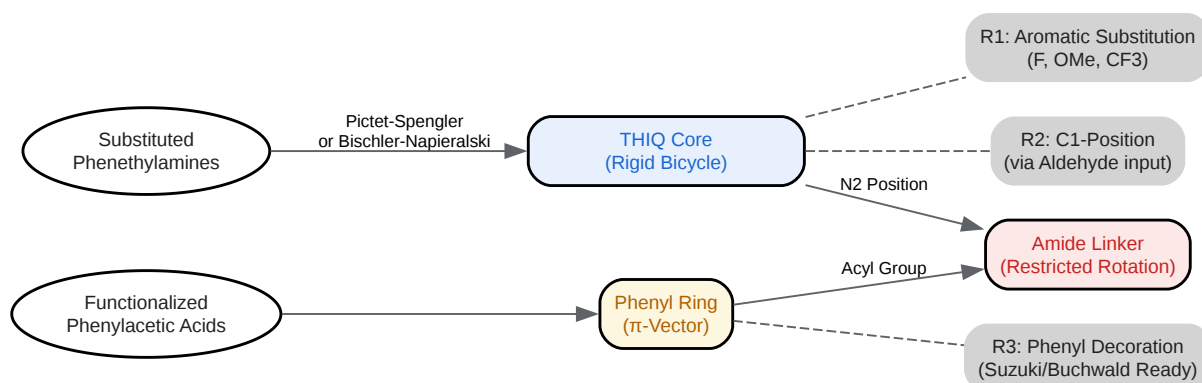 R1: Aromatic Substitution
(F, OMe, CF3)
Pictet-Spengler
or Bischler-Napieralski
Substituted
Phenethylamines
THIQ Core
(Rigid Bicycle)
R2: C1-Position
(via Aldehyde input)
N2 Position
Amide Linker
(Restricted Rotation)
Acyl Group
Functionalized
Phenylacetic Acids
Phenyl Ring
(π-Vector)
R3: Phenyl Decoration
(Suzuki/Buchwald Ready)